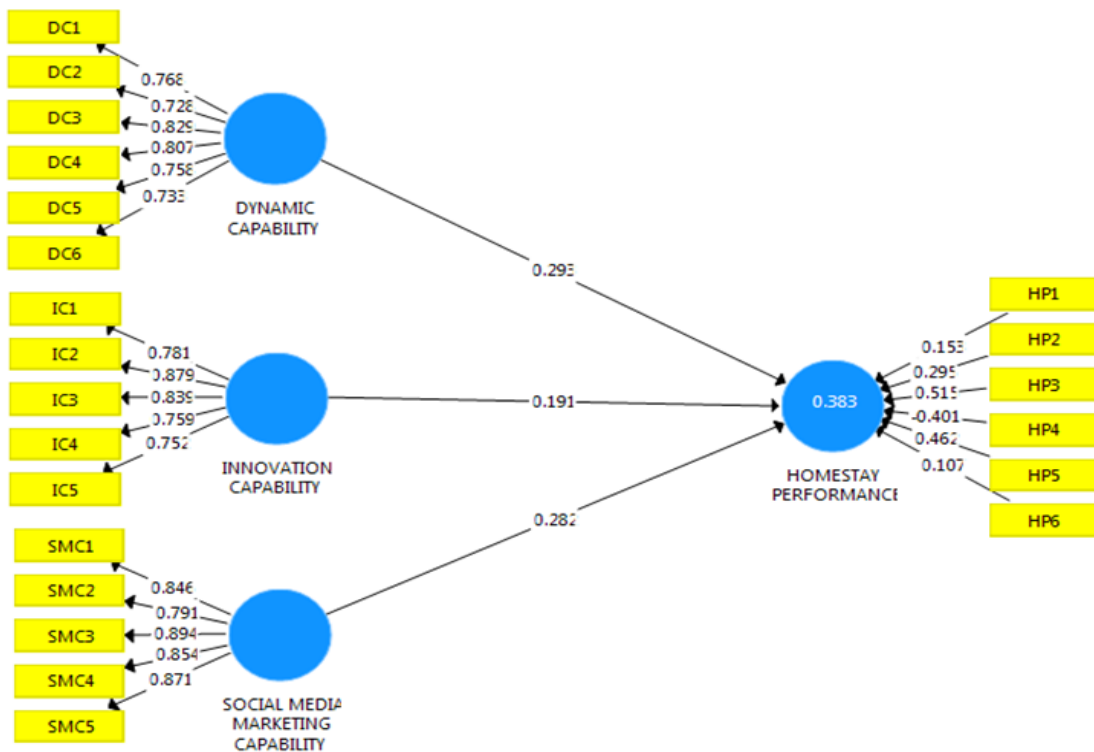 DC1
DC2
DC3
DC4
DC5
DC6
0.768
0.728
0.829
0.807
0.758
0.733
DYNAMIC
CAPABILITY
0.293
IC1
IC2
IC3
IC4
IC5
0.781
0.879
0.839
0.759
0.752
INNOVATION
CAPABILITY
0.191
SMC1
SMC2
SMC3
SMC4
SMC5
0.846
0.791
0.894
0.854
0.871
SOCIAL MEDIA
MARKETING
CAPABILITY
0.282
0.383
HOMESTAY
PERFORMANCE
0.153
0.295
0.515
-0.401
0.462
0.107
HP1
HP2
HP3
HP4
HP5
HP6